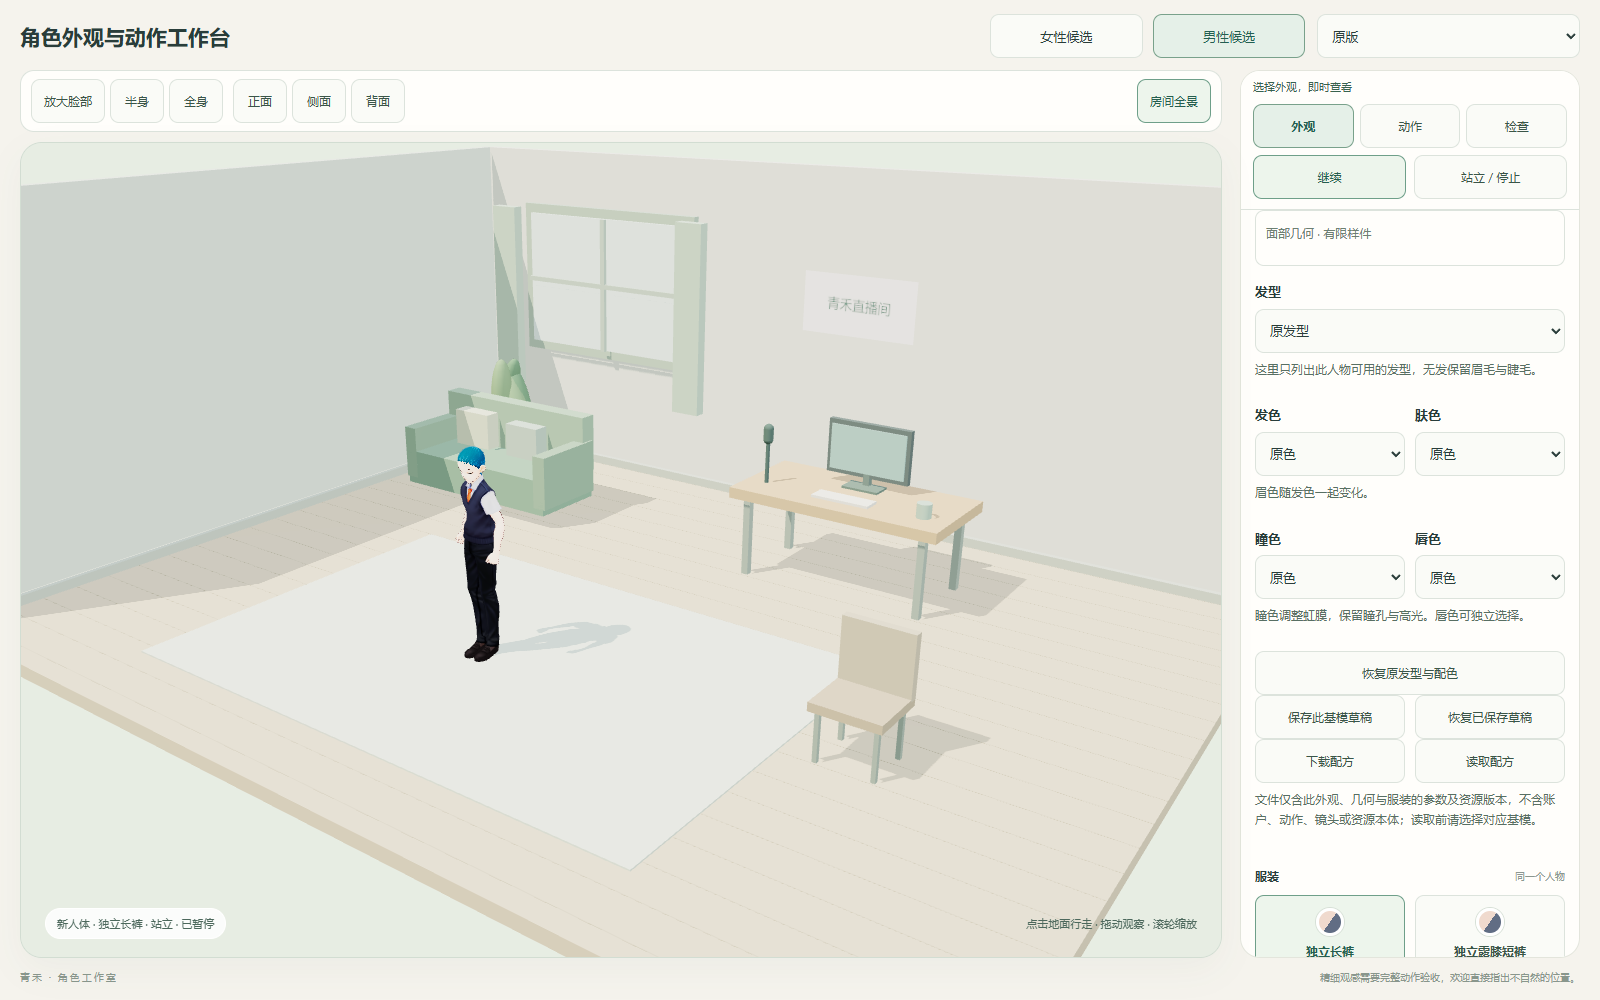 角色外观与动作工作台
女性候选
男性候选
原版
放大脸部
半身
全身
正面
侧面
背面
房间全景
选择外观，即时查看
外观
动作
检查
继续
站立 / 停止
面部几何 · 有限样件
发型
原发型
这里只列出此人物可用的发型，无发保留眉毛与睫毛。
发色
肤色
原色
原色
眉色随发色一起变化。
瞳色
唇色
原色
原色
瞳色调整虹膜，保留瞳孔与高光。唇色可独立选择。
恢复原发型与配色
保存此基模草稿
恢复已保存草稿
下载配方
读取配方
文件仅含此外观、几何与服装的参数及资源版本，不含账
户、动作、镜头或资源本体；读取前请选择对应基模。
服装
同一个人物
独立长裤
独立露膝短裤
青禾直播间
新人体 · 独立长裤 · 站立 · 已暂停
点击地面行走 · 拖动观察 · 滚轮缩放
青禾 · 角色工作室
精细观感需要完整动作验收，欢迎直接指出不自然的位置。